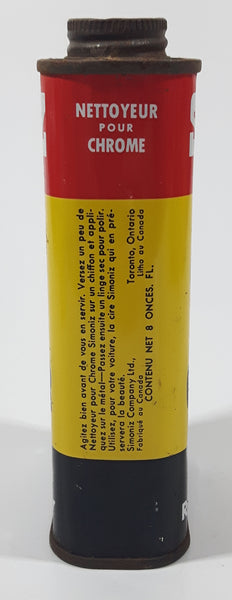 NETTOYEUR
POUR
CHROME
Agitez bien avant de vous en servir. Versez un peu de
Nettoyeur pour Chrome Simoniz sur un chiffon et appli-
quez sur le métal—Passez ensuite un linge sec pour polir.
Utilisez, pour votre voiture, la cire Simoniz qui en pré-
servera la beauté.
Simoniz Company Ltd., Toronto, Ontario
Fabriqué au Canada Litho au Canada
CONTENU NET 8 ONCES. FL.